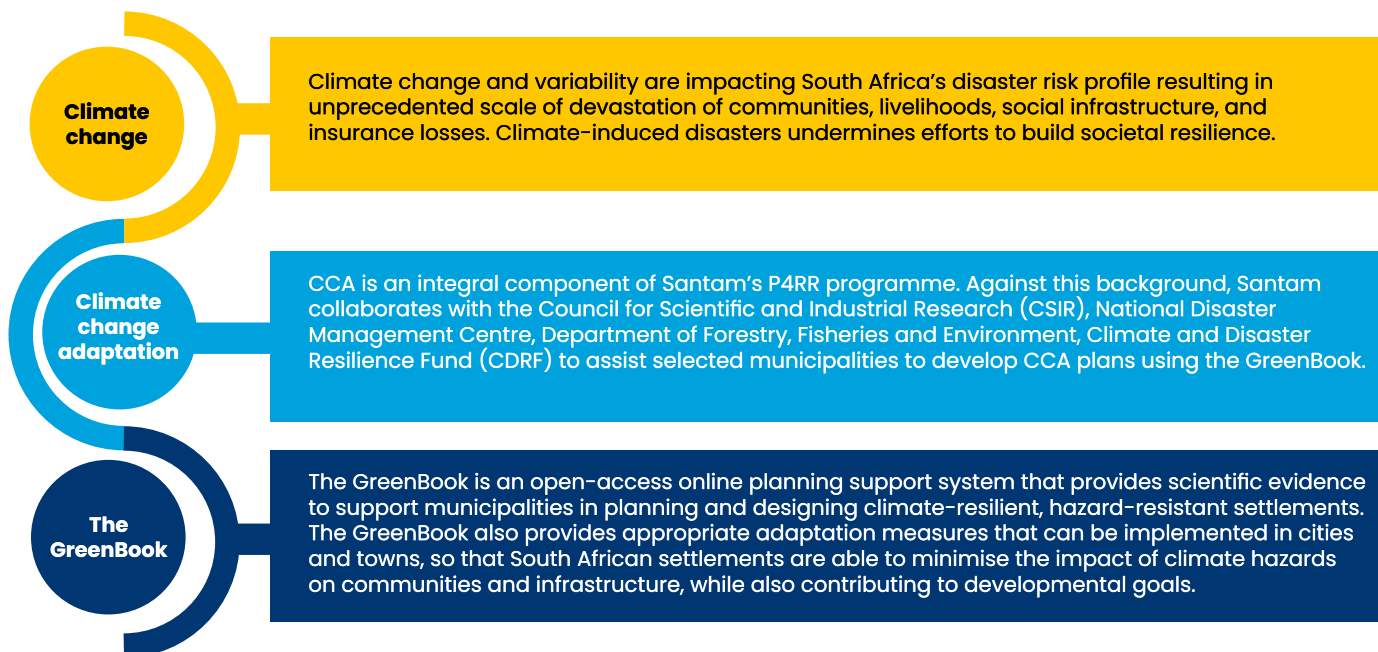 Climate
change
Climate change and variability are impacting South Africa’s disaster risk profile resulting in
unprecedented scale of devastation of communities, livelihoods, social infrastructure, and
insurance losses. Climate-induced disasters undermines efforts to build societal resilience.
Climate
change
adaptation
CCA is an integral component of Santam’s P4RR programme. Against this background, Santam
collaborates with the Council for Scientific and Industrial Research (CSIR), National Disaster
Management Centre, Department of Forestry, Fisheries and Environment, Climate and Disaster
Resilience Fund (CDRF) to assist selected municipalities to develop CCA plans using the GreenBook.
The
GreenBook
The GreenBook is an open-access online planning support system that provides scientific evidence
to support municipalities in planning and designing climate-resilient, hazard-resistant settlements.
The GreenBook also provides appropriate adaptation measures that can be implemented in cities
and towns, so that South African settlements are able to minimise the impact of climate hazards
on communities and infrastructure, while also contributing to developmental goals.